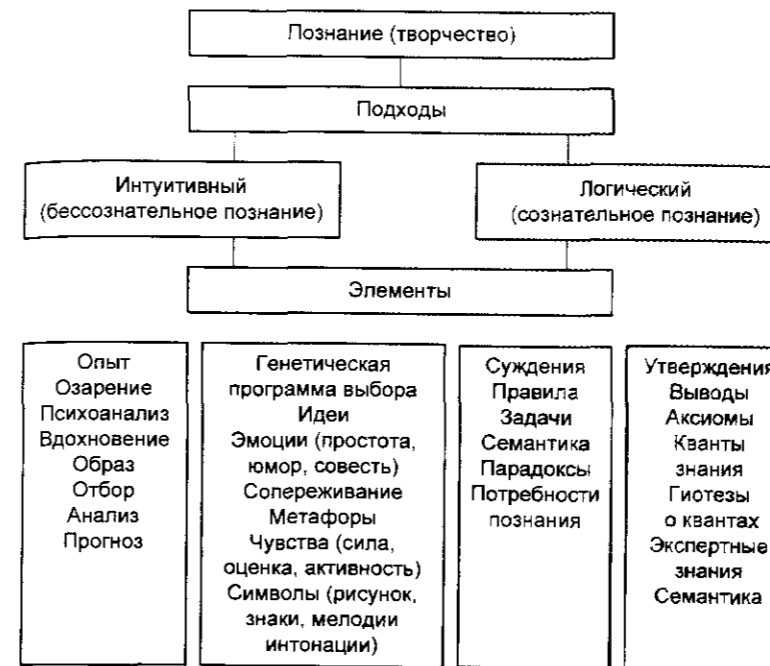 Познание (творчество)
Подходы
Интуитивный
(бессознательное познание)
Логический
(сознательное познание)
Элементы
Опыт
Озарение
Психоанализ
Вдохновение
Образ
Отбор
Анализ
Прогноз
Генетическая
программа выбора
Идеи
Эмоции (простота,
юмор, совесть)
Сопереживание
Метафоры
Чувства (сила,
оценка, активность)
Символы (рисунок,
знаки, мелодии
интонации)
Суждения
Правила
Задачи
Семантика
Парадоксы
Потребности
познания
Утверждения
Выводы
Аксиомы
Кванты
знания
Гиотезы
о квантах
Экспертные
знания
Семантика